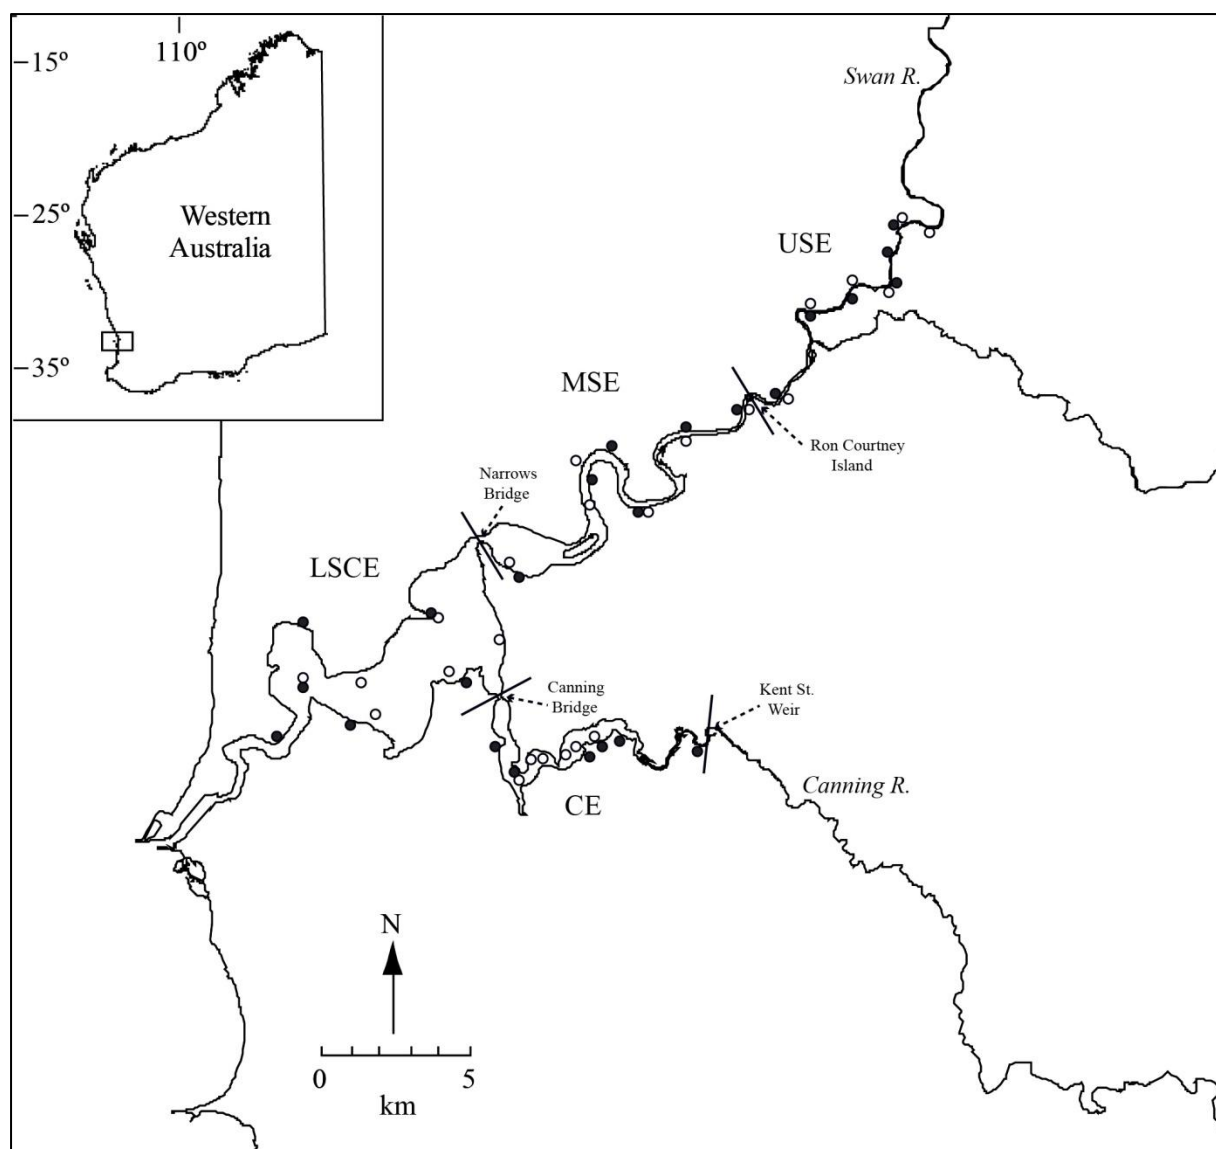 110º
−15º
Swan R.
−25º
Western
Australia
USE
−35º
MSE
Ron Courtney
Island
Narrows
Bridge
LSCE
Canning
Bridge
Kent St.
Weir
Canning R.
CE
N
0 5
km